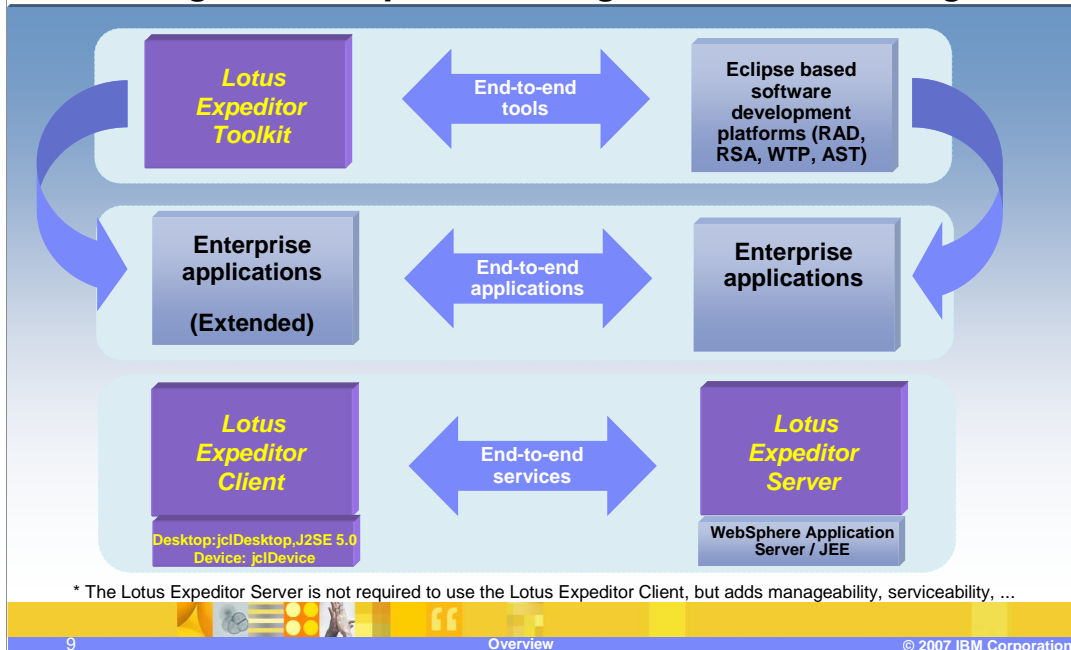 Lotus
Expeditor
Toolkit
End-to-end
tools
Eclipse based
software
development
platforms (RAD,
RSA, WTP, AST)
Enterprise
applications
(Extended)
End-to-end
applications
Enterprise
applications
Lotus
Expeditor
Client
End-to-end
services
Lotus
Expeditor
Server
Desktop:jclDesktop,J2SE 5.0
Device: jclDevice
WebSphere Application
Server / JEE
* The Lotus Expeditor Server is not required to use the Lotus Expeditor Client, but adds manageability, serviceability, ...
9
Overview
© 2007 IBM Corporation